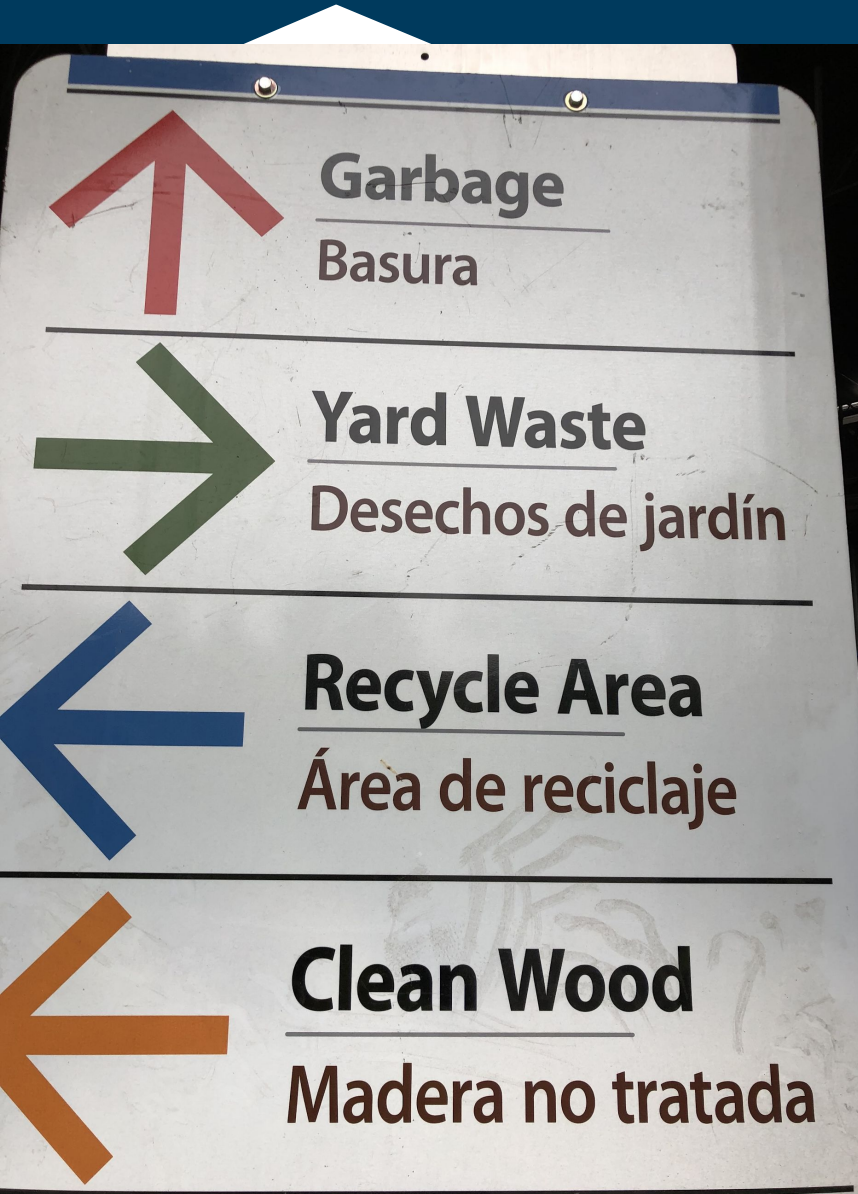 Garbage
Basura
Yard Waste
Desechos de jardín
Recycle Area
Área de reciclaje
Clean Wood
Madera no tratada